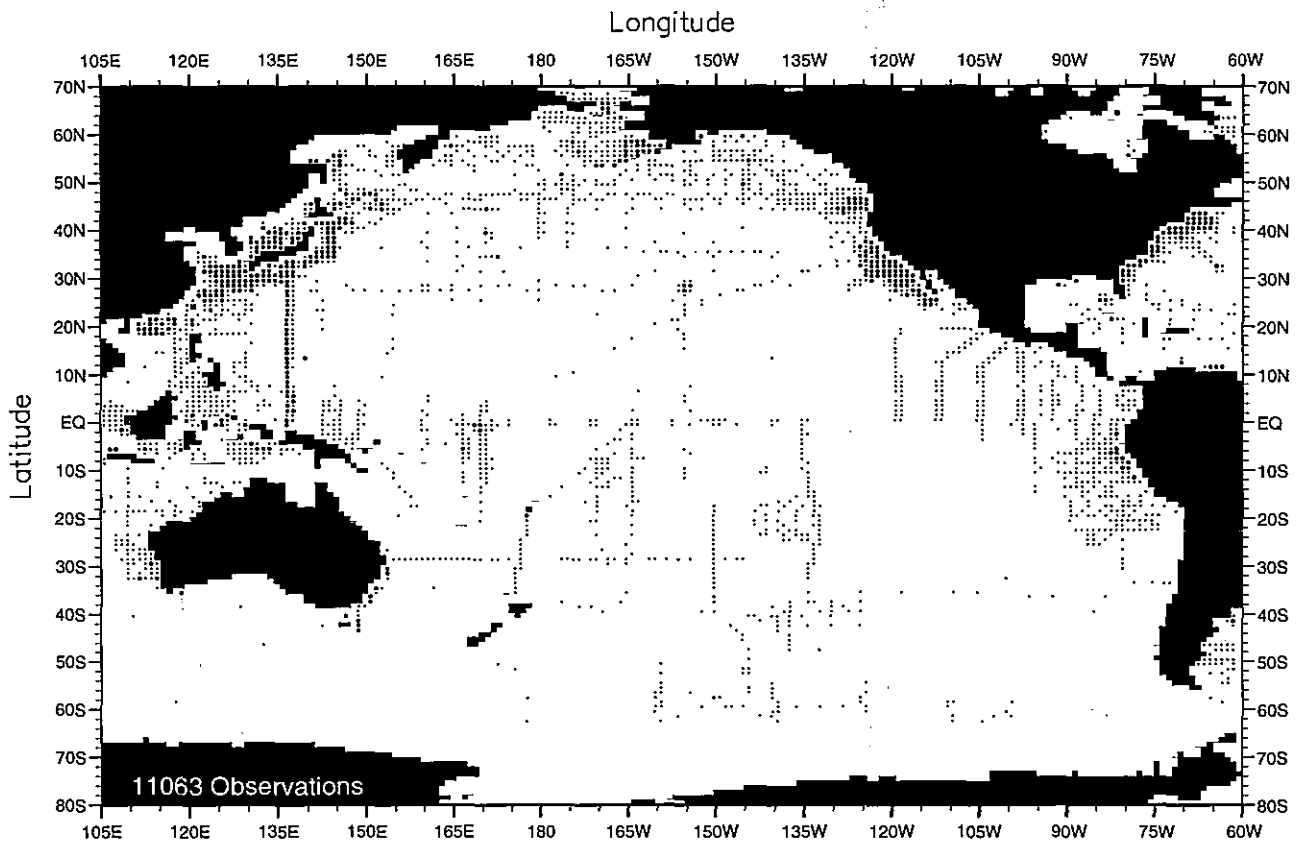 Longitude
105E 120E 135E 150E 165E 180 165W 150W 135W 120W 105W 90W 75W 60W
70N 70N
60N 60N
50N 50N
40N 40N
30N 30N
20N 20N
10N 10N
EQ EQ
Latitude
10S 10S
20S 20S
30S 30S
40S 40S
50S 50S
60S 60S
70S 70S
11063 Observations
80S 80S
105E 120E 135E 150E 165E 180 165W 150W 135W 120W 105W 90W 75W 60W